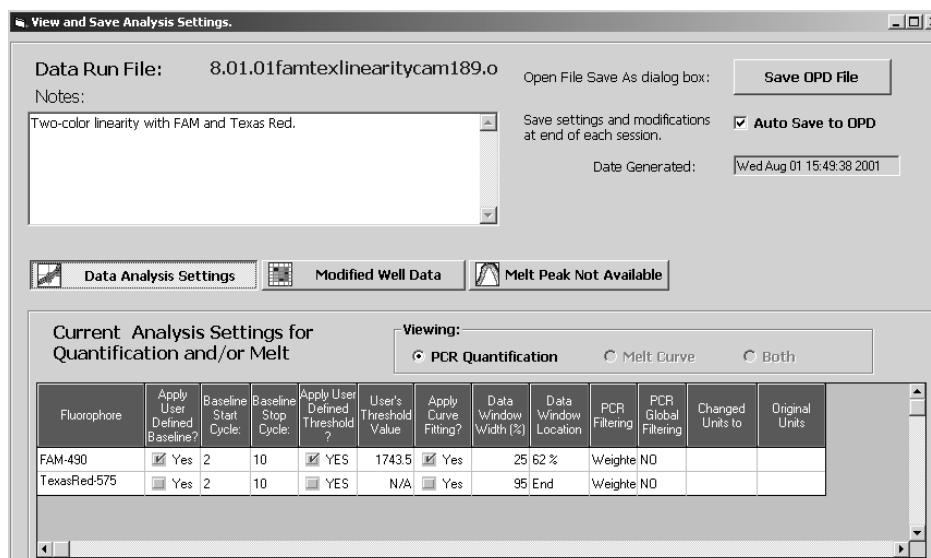 View and Save Analysis Settings.
Data Run File: 8.01.01famtexlinearitycam189.o
Open File Save As dialog box:
Save OPD File
Notes:
Two-color linearity with FAM and Texas Red.
Save settings and modifications
at end of each session.
Auto Save to OPD
Date Generated:
Wed Aug 01 15:49:38 2001
Data Analysis Settings
Modified Well Data
Melt Peak Not Available
Current Analysis Settings for
Quantification and/or Melt
Viewing:
PCR Quantification
Melt Curve
Both
Fluorophore
Apply
User
Defined
Baseline?
Baseline
Start
Cycle:
Baseline
Stop
Cycle:
Apply User
Defined
Threshold
?
User's
Threshold
Value
Apply
Curve
Fitting?
Data
Window
Width (%)
Data
Window
Location
PCR
Filtering
PCR
Global
Filtering
Changed
Units to
Original
Units
FAM-490 Yes 2 10 YES 1743.5 Yes 25 62 % Weighte NO
TexasRed-575 Yes 2 10 YES N/A Yes 95 End Weighte NO